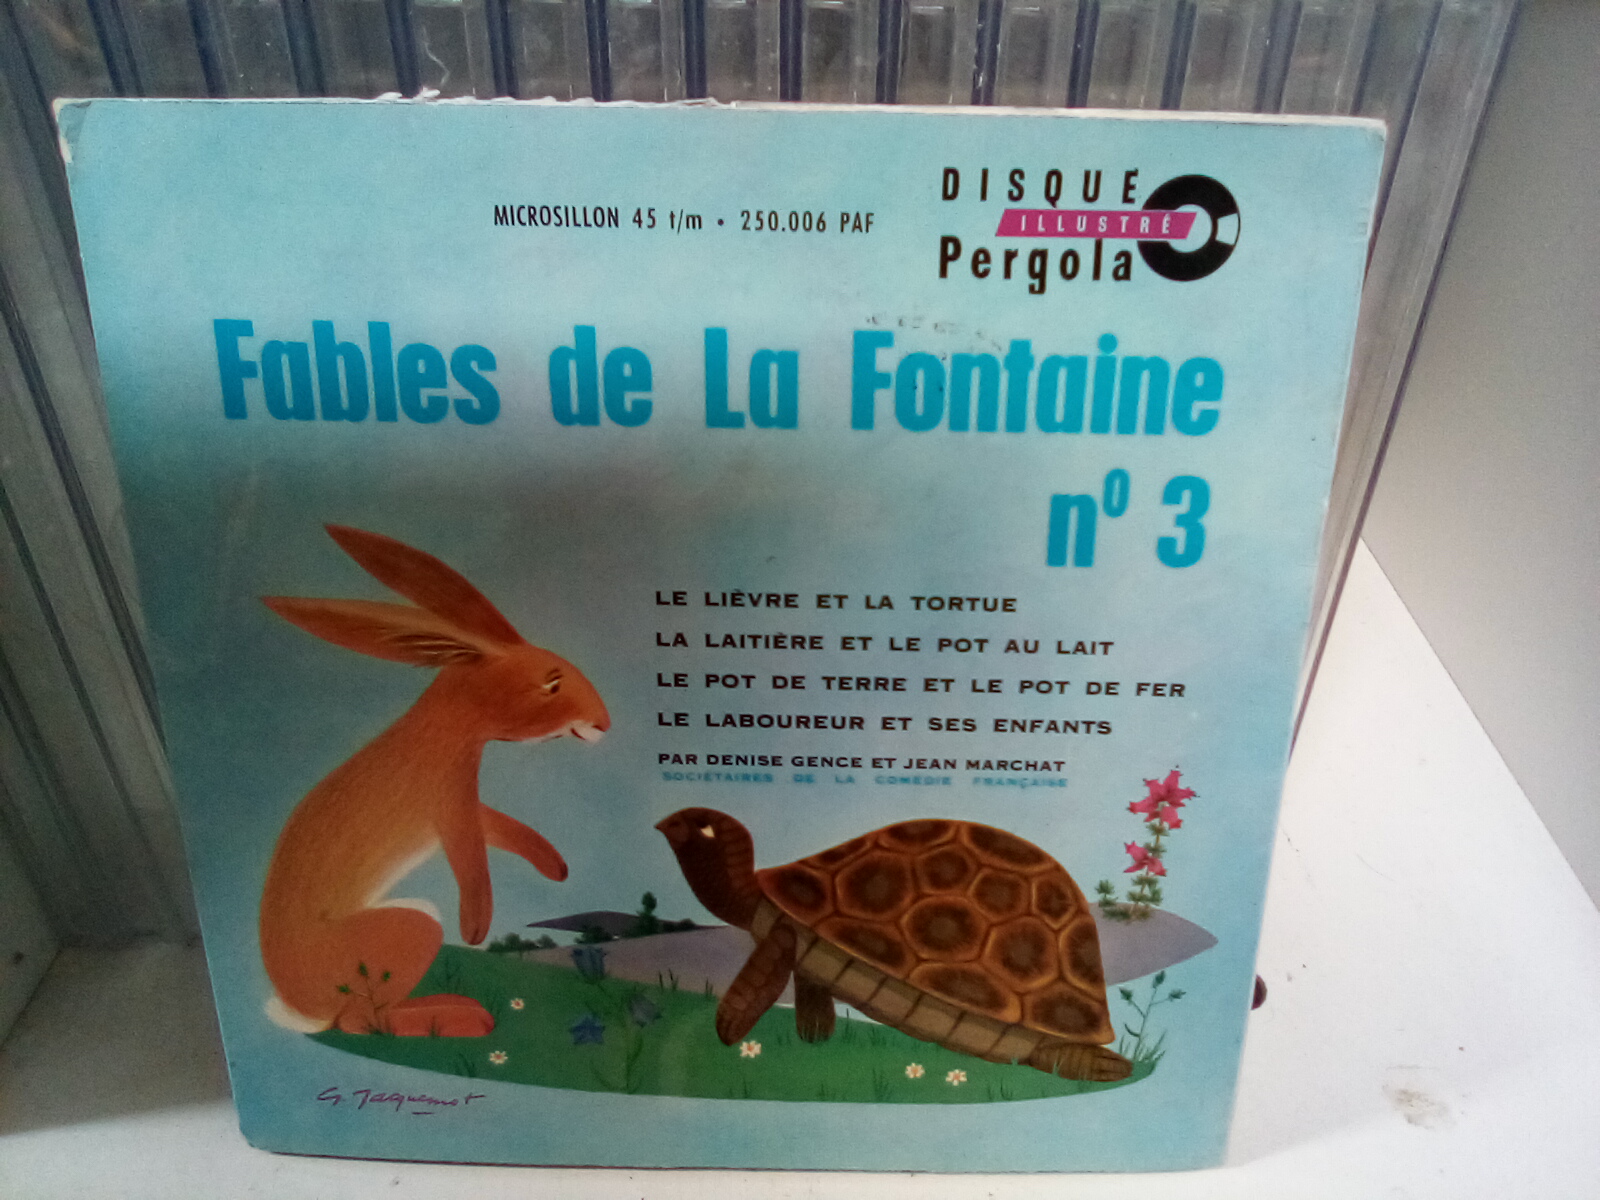 MICROSILLON 45 t/m • 250.006 PAF
DISQUE
ILLUSTRÉ
Pergola
Fables de La Fontaine
nº 3
LE LIÈVRE ET LA TORTUE
LA LAITIÈRE ET LE POT AU LAIT
LE POT DE TERRE ET LE POT DE FER
LE LABOUREUR ET SES ENFANTS
PAR DENISE GENCE ET JEAN MARCHAT
SOCIÉTAIRES DE LA COMÉDIE FRANÇAISE
G. Jaquemot